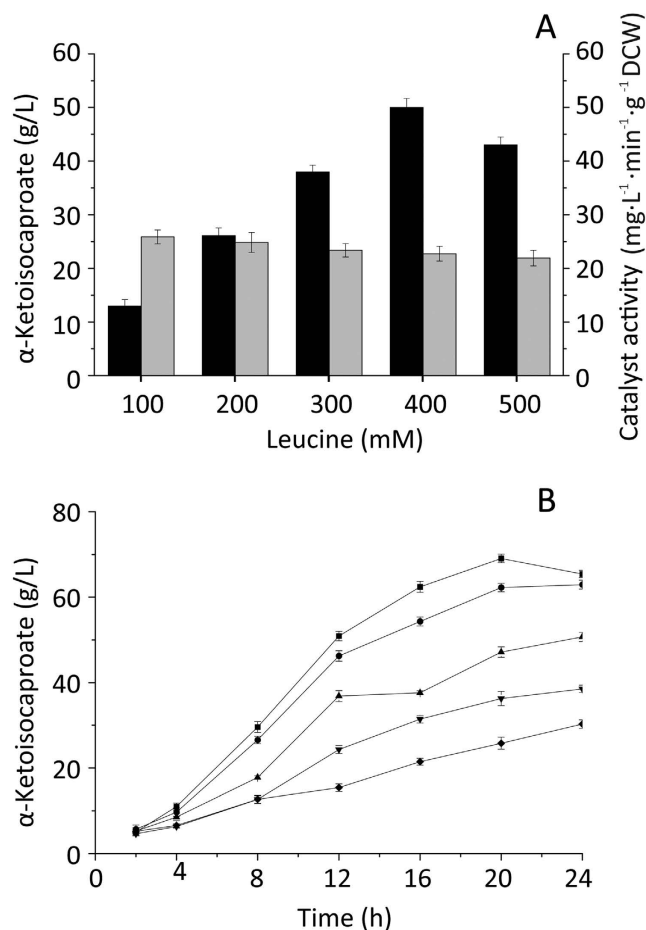 A
α-Ketoisocaproate (g/L)
60
50
40
30
20
10
0
60
50
40
30
20
10
0
Catalyst activity (mg·L⁻¹·min⁻¹·g⁻¹DCW)
100 200 300 400 500
Leucine (mM)
B
α-Ketoisocaproate (g/L)
80
60
40
20
0
0 4 8 12 16 20 24
Time (h)